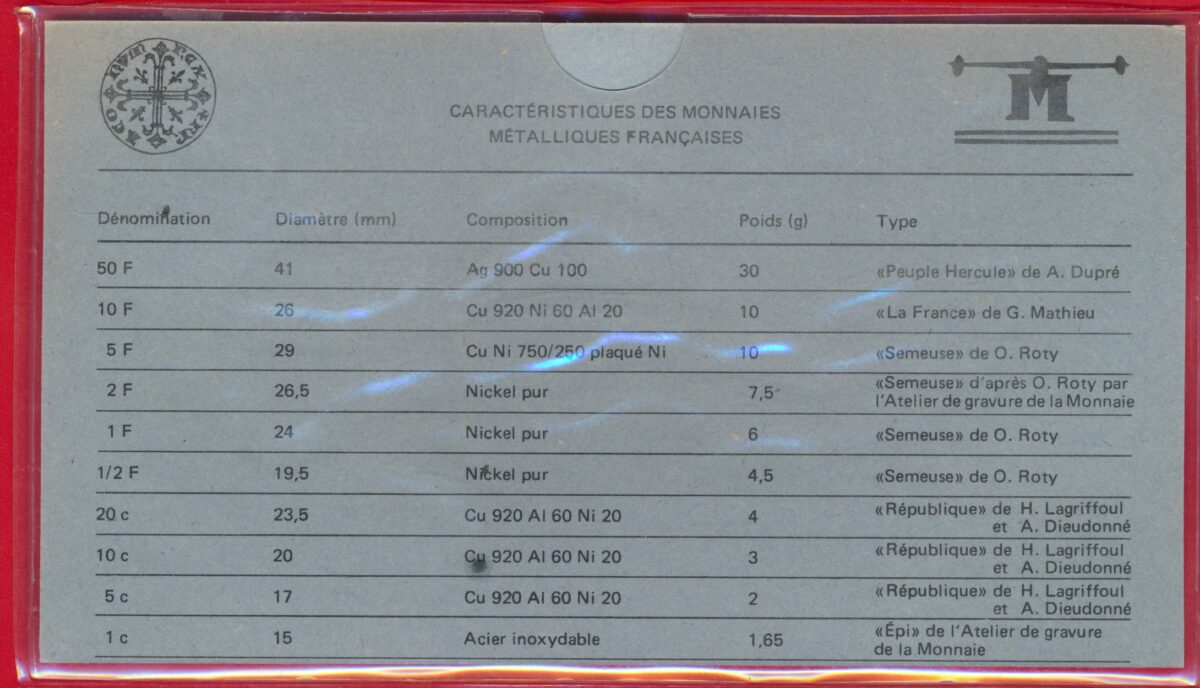 M
CARACTÉRISTIQUES DES MONNAIES
MÉTALLIQUES FRANÇAISES
Dénomination Diamètre (mm) Composition Poids (g) Type
50 F 41 Ag 900 Cu 100 30 «Peuple Hercule» de A. Dupré
10 F 26 Cu 920 Ni 60 Al 20 10 «La France» de G. Mathieu
5 F 29 Cu Ni 750/250 plaqué Ni 10 «Semeuse» de O. Roty
2 F 26,5 Nickel pur 7,5 «Semeuse» d'après O. Roty par
l'Atelier de gravure de la Monnaie
1 F 24 Nickel pur 6 «Semeuse» de O. Roty
1/2 F 19,5 Nickel pur 4,5 «Semeuse» de O. Roty
20 c 23,5 Cu 920 Al 60 Ni 20 4 «République» de H. Lagriffoul
et A. Dieudonné
10 c 20 Cu 920 Al 60 Ni 20 3 «République» de H. Lagriffoul
et A. Dieudonné
5 c 17 Cu 920 Al 60 Ni 20 2 «République» de H. Lagriffoul
et A. Dieudonné
1 c 15 Acier inoxydable 1,65 «Épi» de l'Atelier de gravure
de la Monnaie